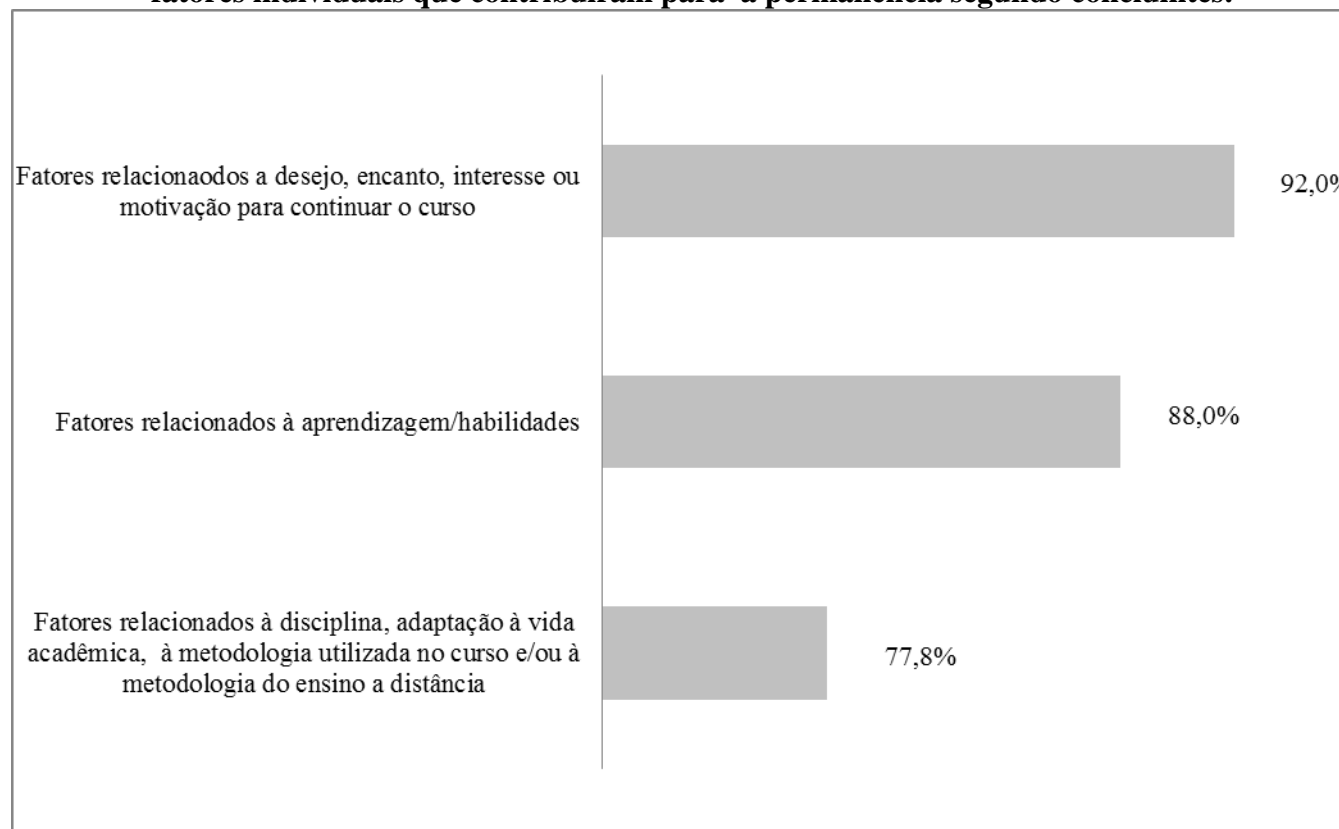 fatores individuais que contribuíram para a permanência segundo concluintes.
Fatores relacionaodos a desejo, encanto, interesse ou
motivação para continuar o curso
92,0%
Fatores relacionados à aprendizagem/habilidades
88,0%
Fatores relacionados à disciplina, adaptação à vida
acadêmica, à metodologia utilizada no curso e/ou à
metodologia do ensino a distância
77,8%